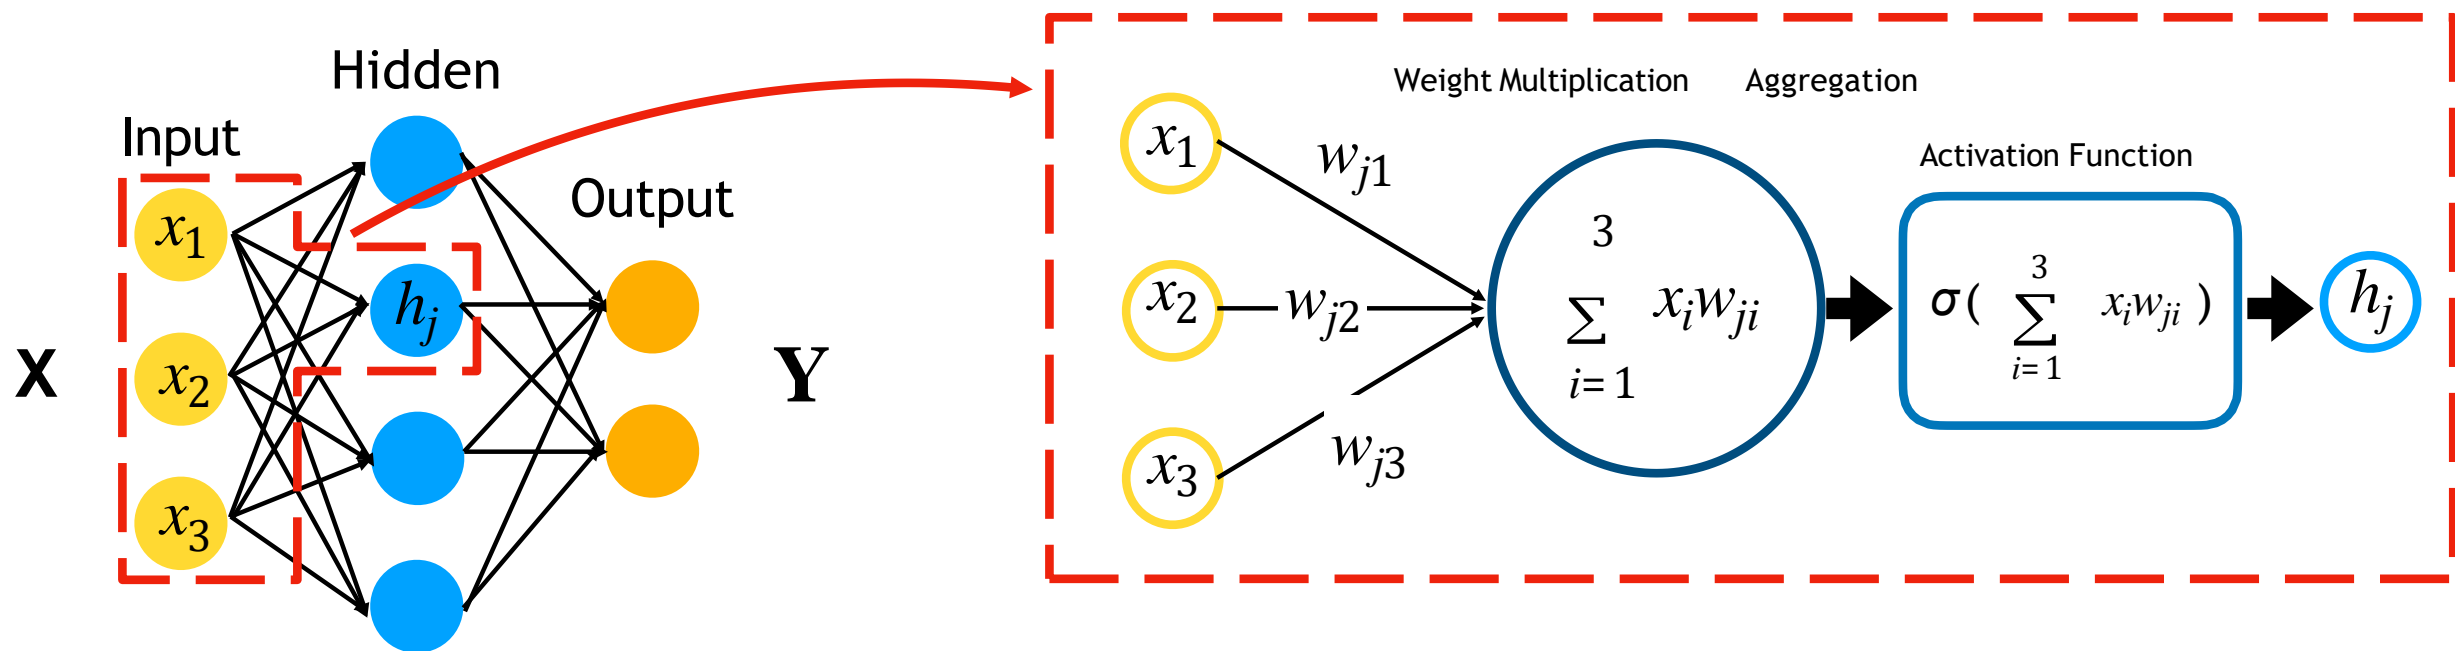 Hidden
Input
Output
x1
x2
x3
hj
X
Y
Weight Multiplication
Aggregation
Activation Function
x1
x2
x3
wj1
wj2
wj3
3
∑ xiwji
i= 1
3
σ( ∑ xiwji )
i= 1
hj